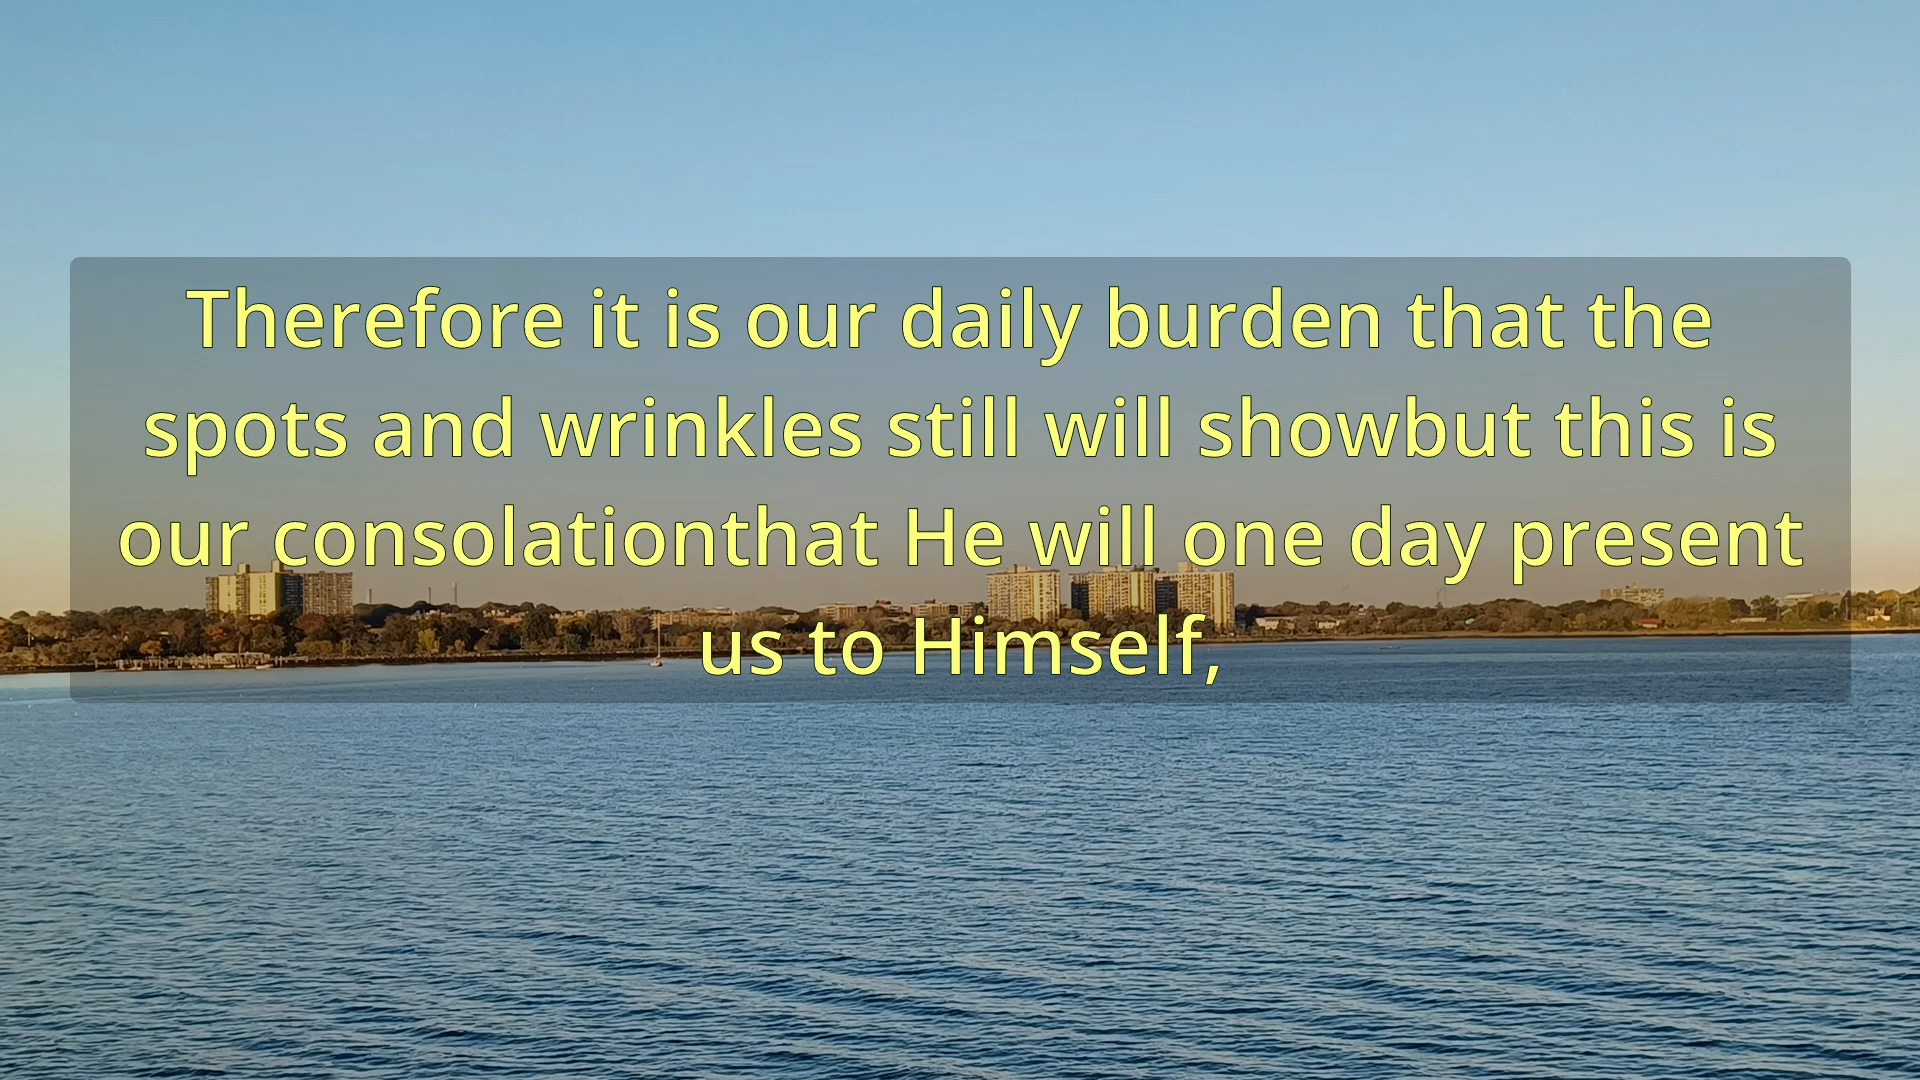 Therefore it is our daily burden that the
spots and wrinkles still will showbut this is
our consolationthat He will one day present
us to Himself,